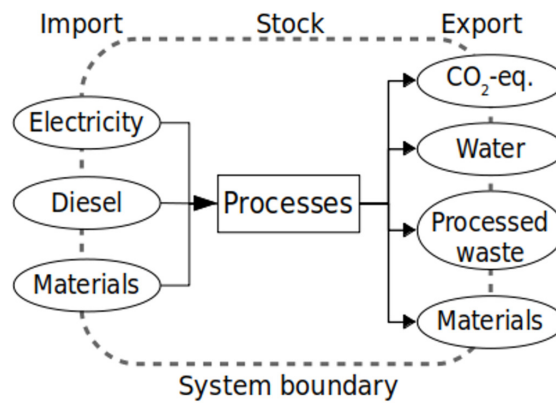 Import Stock Export
CO₂-eq.
Electricity
Water
Diesel
Processes
Processed
waste
Materials
Materials
System boundary